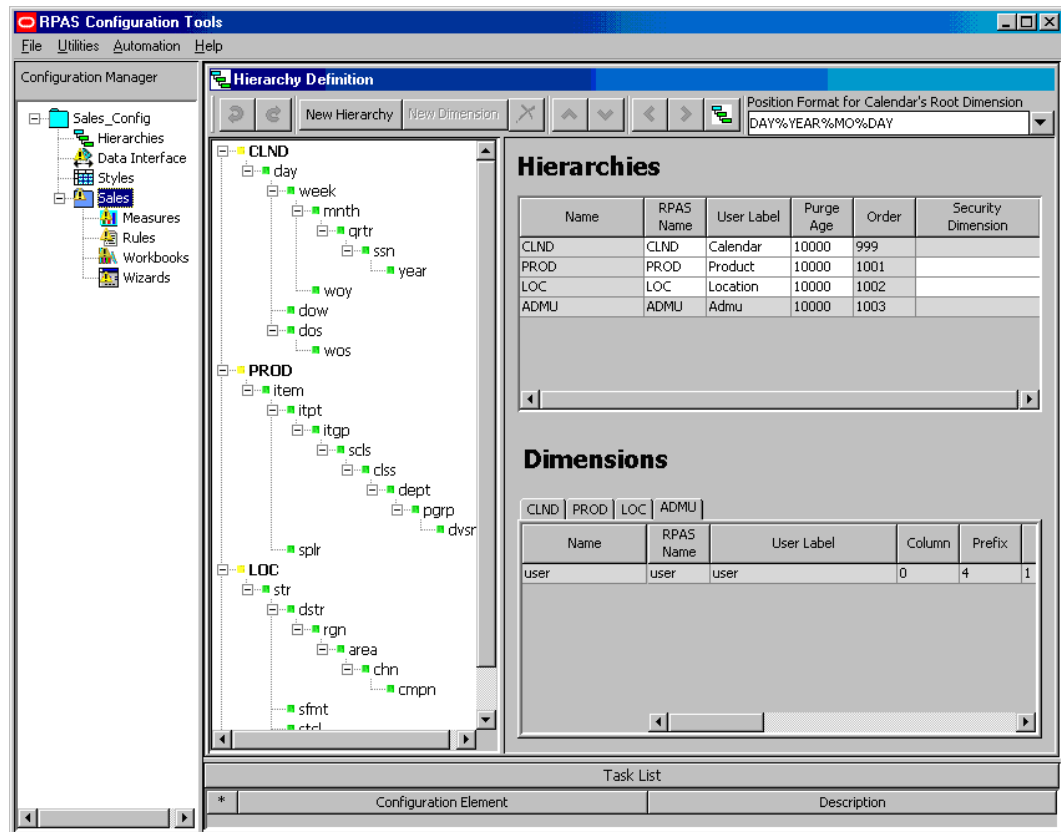 RPAS Configuration Tools
File Utilities Automation Help
Configuration Manager
Sales_Config
Hierarchies
Data Interface
Styles
Sales
Measures
Rules
Workbooks
Wizards
Hierarchy Definition
New Hierarchy New Dimension
Position Format for Calendar's Root Dimension
DAY%YEAR%MO%DAY
CLND
day
week
mnth
qrtr
ssn
year
woy
dow
dos
wos
PROD
item
itpt
itgp
scls
clss
dept
pgrp
dvsn
splr
LOC
str
dstr
rgn
area
chn
cmpn
sfmt
stcl
Hierarchies
Name RPAS Name User Label Purge Age Order Security Dimension
CLND CLND Calendar 10000 999
PROD PROD Product 10000 1001
LOC LOC Location 10000 1002
ADMU ADMU Admu 10000 1003
Dimensions
CLND PROD LOC ADMU
Name RPAS Name User Label Column Prefix
user user user 0 4 1
Task List
* Configuration Element Description